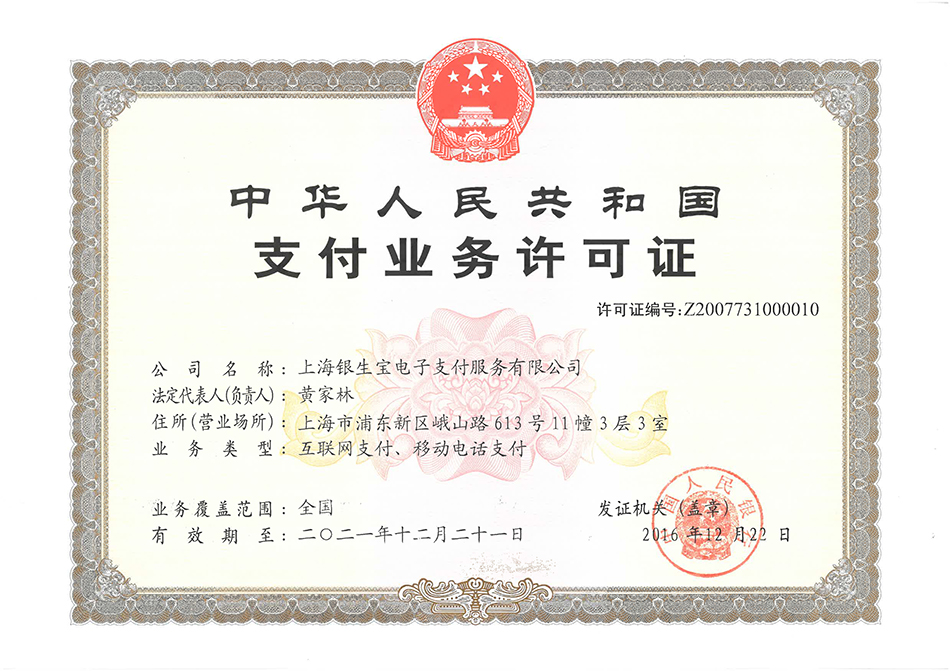 中华人民共和国
支付业务许可证
许可证编号:Z2007731000010
公司名称：上海银生宝电子支付服务有限公司
法定代表人(负责人)：黄家林
住所(营业场所)：上海市浦东新区峨山路613号11幢3层3室
业务类型：互联网支付、移动电话支付
业务覆盖范围：全国
发证机关（盖章）
有效期至：二〇二一年十二月二十一日
2016年12月22日
国人民银